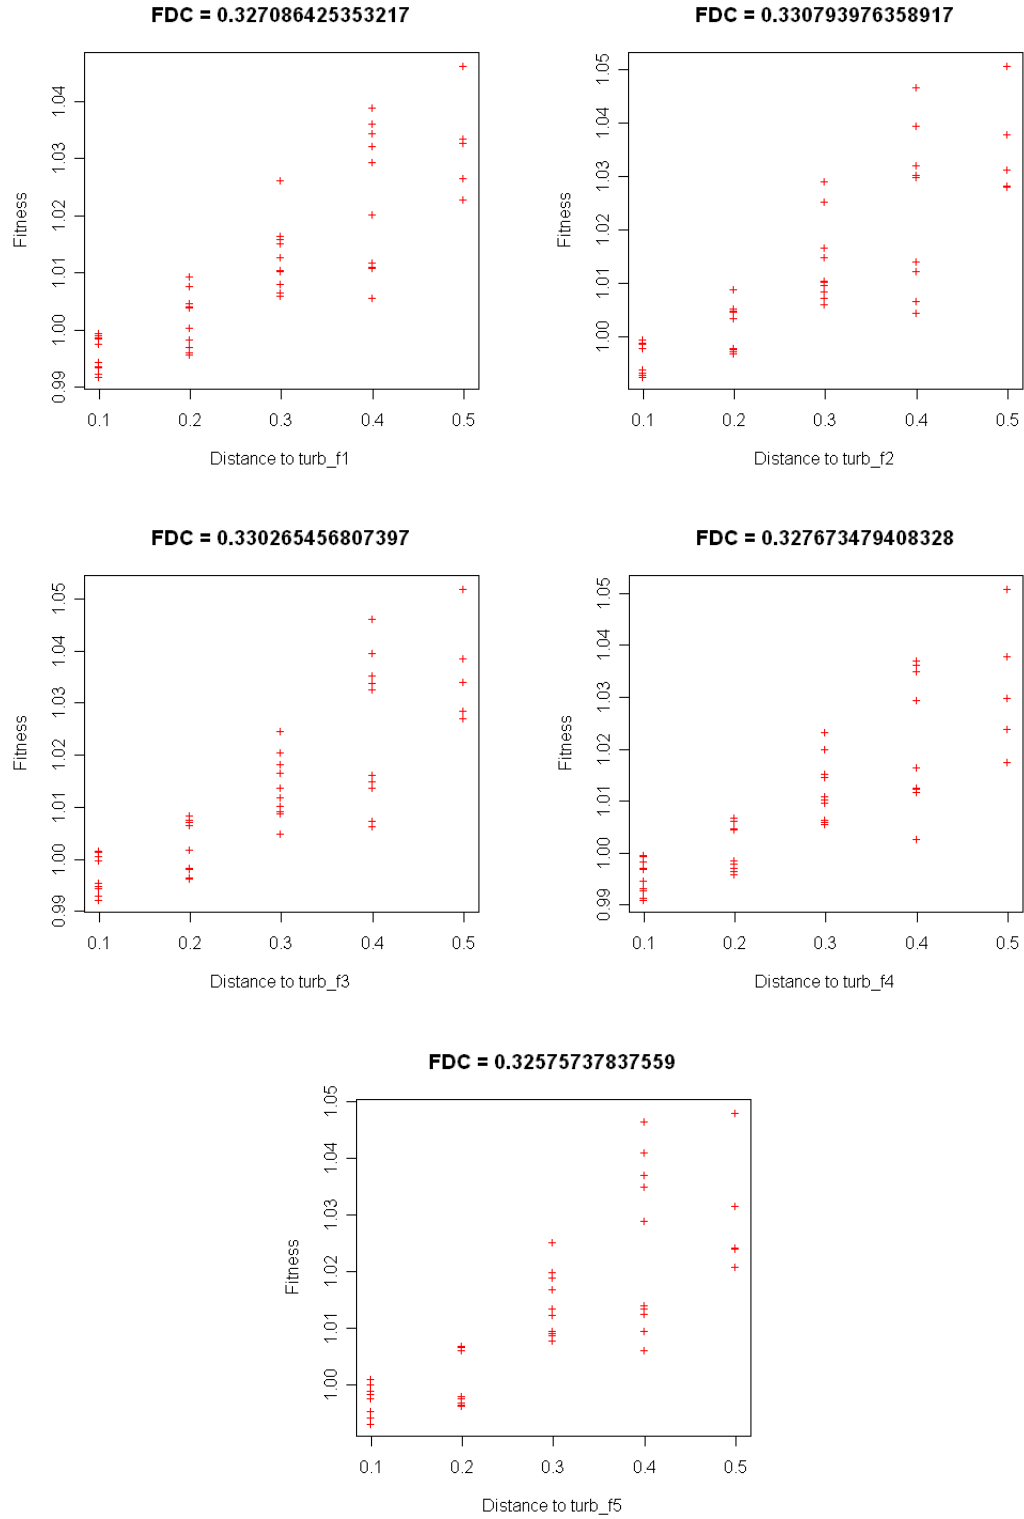 FDC = 0.327086425353217
FDC = 0.330793976358917
Fitness
0.99 1.00 1.01 1.02 1.03 1.04
0.1 0.2 0.3 0.4 0.5
Distance to turb_f1
Fitness
1.00 1.01 1.02 1.03 1.04 1.05
0.1 0.2 0.3 0.4 0.5
Distance to turb_f2
FDC = 0.330265456807397
FDC = 0.327673479408328
Fitness
0.99 1.00 1.01 1.02 1.03 1.04 1.05
0.1 0.2 0.3 0.4 0.5
Distance to turb_f3
Fitness
0.99 1.00 1.01 1.02 1.03 1.04 1.05
0.1 0.2 0.3 0.4 0.5
Distance to turb_f4
FDC = 0.32575737837559
Fitness
1.00 1.01 1.02 1.03 1.04 1.05
0.1 0.2 0.3 0.4 0.5
Distance to turb_f5